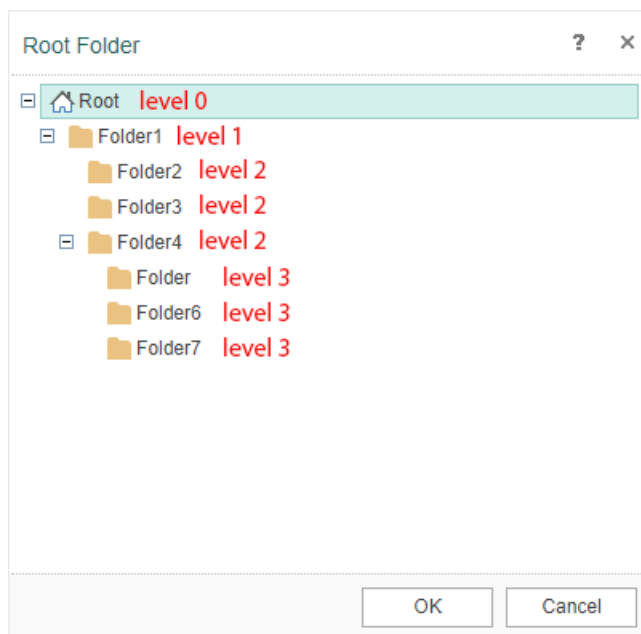 Root Folder ? ×
Root level 0
Folder1 level 1
Folder2 level 2
Folder3 level 2
Folder4 level 2
Folder level 3
Folder6 level 3
Folder7 level 3
OK Cancel